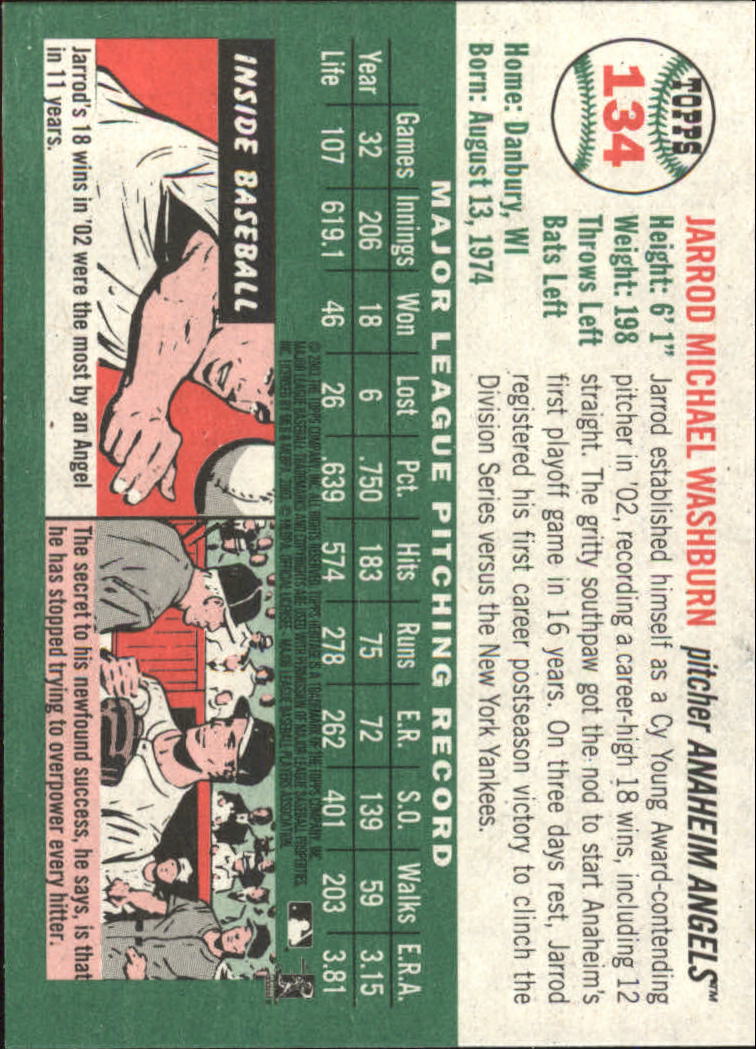 TOPPS
134
JARROD MICHAEL WASHBURN pitcher ANAHEIM ANGELS™
Height: 6'1"
Weight: 198
Throws Left
Bats Left
Home: Danbury, WI
Born: August 13, 1974
Jarrod established himself as a Cy Young Award-contending
pitcher in '02, recording a career-high 18 wins, including 12
straight. The gritty southpaw got the nod to start Anaheim's
first playoff game in 16 years. On three days rest, Jarrod
registered his first career postseason victory to clinch the
Division Series versus the New York Yankees.
MAJOR LEAGUE PITCHING RECORD
Games Innings Won Lost Pct. Hits Runs E.R. S.O. Walks E.R.A.
Year 32 206 18 6 .750 183 75 72 139 59 3.15
Life 107 619.1 46 26 .639 574 278 262 401 203 3.81
INSIDE BASEBALL
Jarrod's 18 wins in '02 were the most by an Angel
in 11 years.
The secret to his newfound success, he says, is that
he has stopped trying to overpower every hitter.